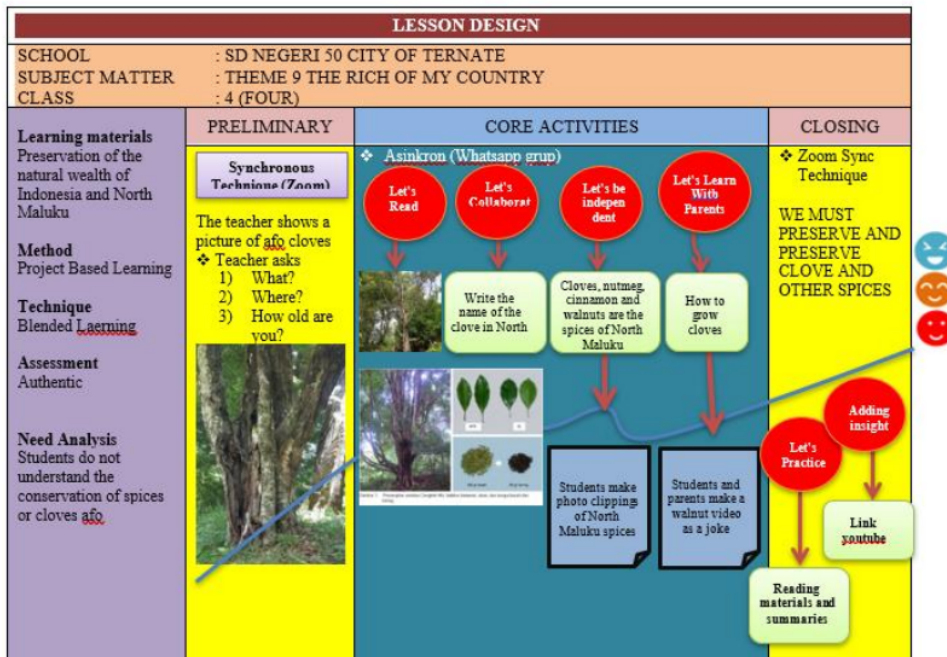 LESSON DESIGN
SCHOOL : SD NEGERI 50 CITY OF TERNATE
SUBJECT MATTER : THEME 9 THE RICH OF MY COUNTRY
CLASS : 4 (FOUR)
Learning materials
Preservation of the
natural wealth of
Indonesia and North
Maluku
Method
Project Based Learning
Technique
Blended Laerning
Assessment
Authentic
Need Analysis
Students do not
understand the
conservation of spices
or cloves afo
PRELIMINARY
Synchronous
Technique (Zoom)
The teacher shows a
picture of afo cloves
❖ Teacher asks
1) What?
2) Where?
3) How old are
you?
CORE ACTIVITIES
❖ Asinkron (Whatsapp grup)
Let's
Read
Let's
Collaborat
Let's be
indepen
dent
Let's Learn
With
Parents
Write the
name of the
clove in North
Cloves, nutmeg,
cinnamon and
walnuts are the
spices of North
Maluku
How to
grow
cloves
Students make
photo clippings
of North
Maluku spices
Students and
parents make a
walnut video
as a joke
CLOSING
❖ Zoom Sync
Technique
WE MUST
PRESERVE AND
PRESERVE
CLOVE AND
OTHER SPICES
Let's
Practice
Adding
insight
Link
youtube
Reading
materials and
summaries